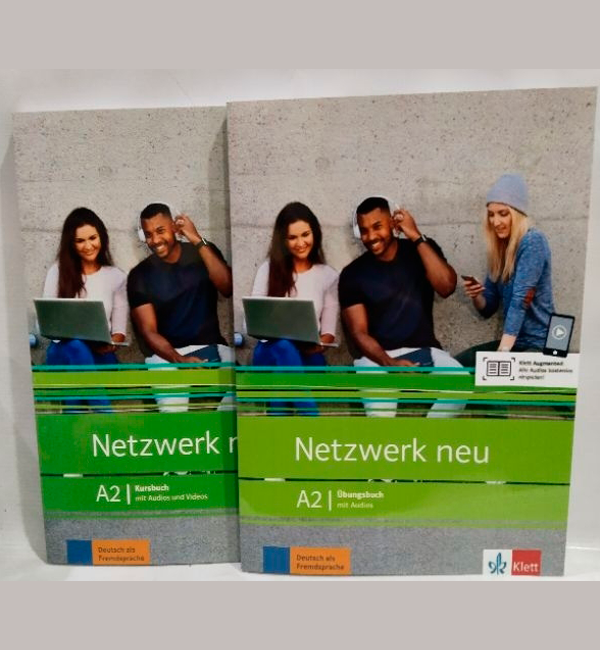 Netzwerk
A2
Kursbuch
mit Audios und Videos
Deutsch als
Fremdsprache
Klett Augmented
Alle Audios kostenlos
Netzwerk neu
A2
Übungsbuch
mit Audios
Deutsch als
Fremdsprache
Klett